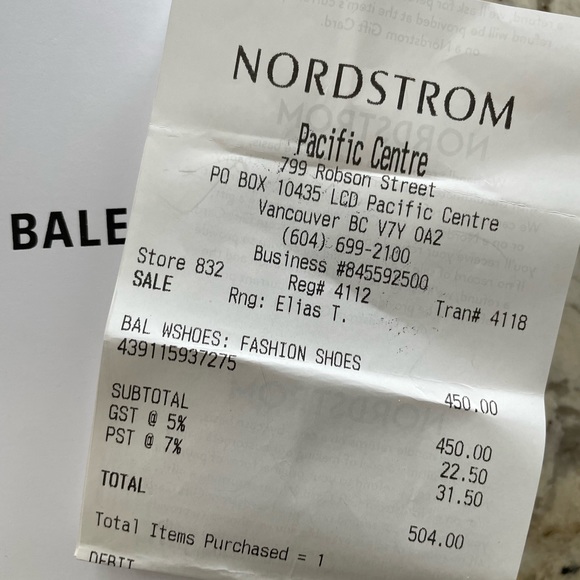 NORDSTROM
Pacific Centre
799 Robson Street
PO BOX 10435 LCD Pacific Centre
Vancouver BC V7Y 0A2
(604) 699-2100
Business #845592500
Store 832 Reg# 4112 Tran# 4118
SALE Rng: Elias T.
BAL WSHOES: FASHION SHOES
439115937275 450.00
SUBTOTAL 450.00
GST @ 5% 22.50
PST @ 7% 31.50
TOTAL 504.00
Total Items Purchased = 1
DEBIT
BALE